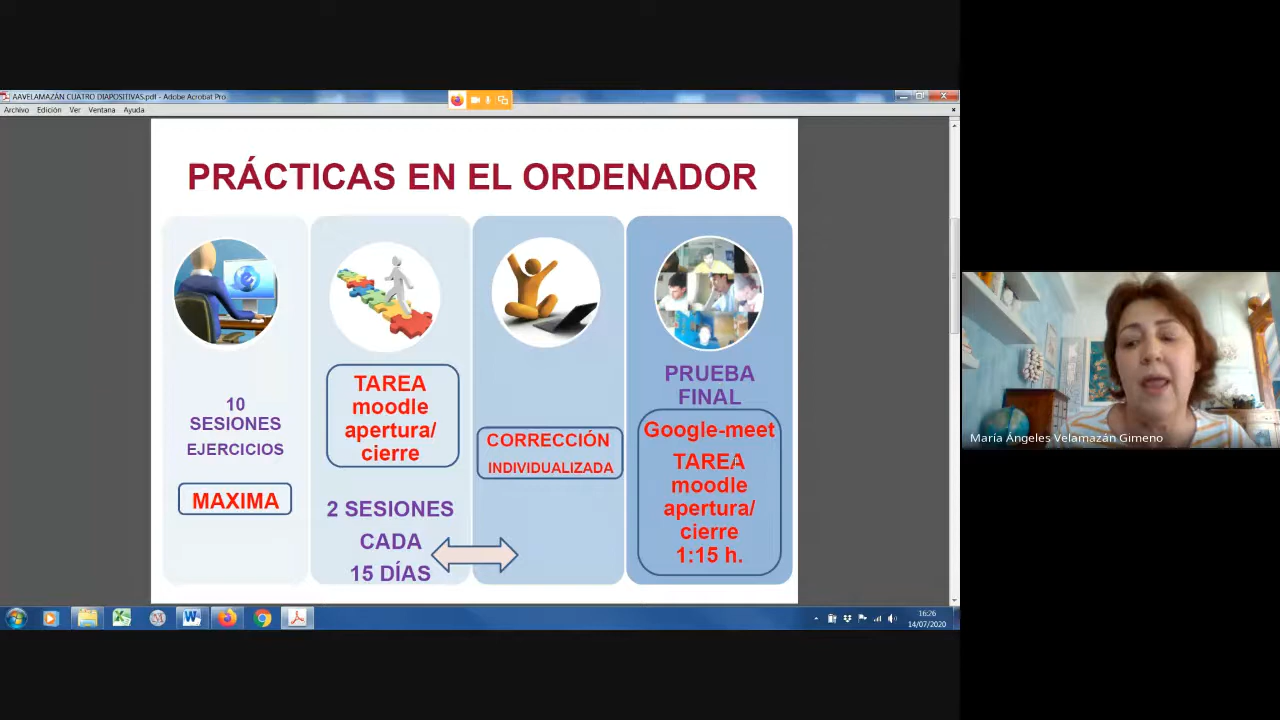 AAVELAMAZÁN CUATRO DIAPOSITIVAS.pdf - Adobe Acrobat Pro
Archivo Edición Ver Ventana Ayuda
PRÁCTICAS EN EL ORDENADOR
10
SESIONES
EJERCICIOS
MAXIMA
TAREA
moodle
apertura/
cierre
2 SESIONES
CADA
15 DÍAS
CORRECCIÓN
INDIVIDUALIZADA
PRUEBA
FINAL
Google-meet
TAREA
moodle
apertura/
cierre
1:15 h.
María Ángeles Velamazán Gimeno
16:26
14/07/2020